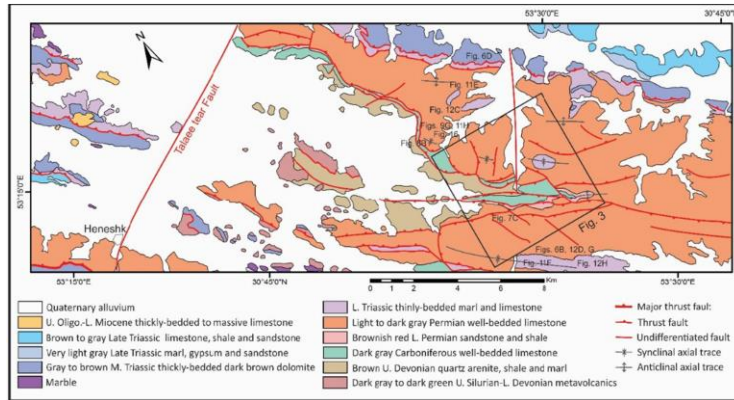 53°30'0"E
30°45'0"
Fig. 6D
Fig. 11E
Talaee tear Fault
Fig. 12C
Figs. 9C, 11H
53°15'0"E
Fig. 7C
Fig. 3
Heneshk
Figs. 6B, 12D, G
Fig. 11F
Fig. 12H
53°15'0"E
30°45'0"E
53°30'0"E
0 2 4 6 8
Km
Quaternary alluvium
U. Oligo.-L. Miocene thickly-bedded to massive limestone
Brown to gray Late Triassic limestone, shale and sandstone
Very light gray Late Triassic marl, gypsum and sandstone
Gray to brown M. Triassic thickly-bedded dark brown dolomite
Marble
L. Triassic thinly-bedded marl and limestone
Light to dark gray Permian well-bedded limestone
Brownish red L. Permian sandstone and shale
Dark gray Carboniferous well-bedded limestone
Brown U. Devonian quartz arenite, shale and marl
Dark gray to dark green U. Silurian-L. Devonian metavolcanics
Major thrust fault
Thrust fault
Undifferentiated fault
Synclinal axial trace
Anticlinal axial trace